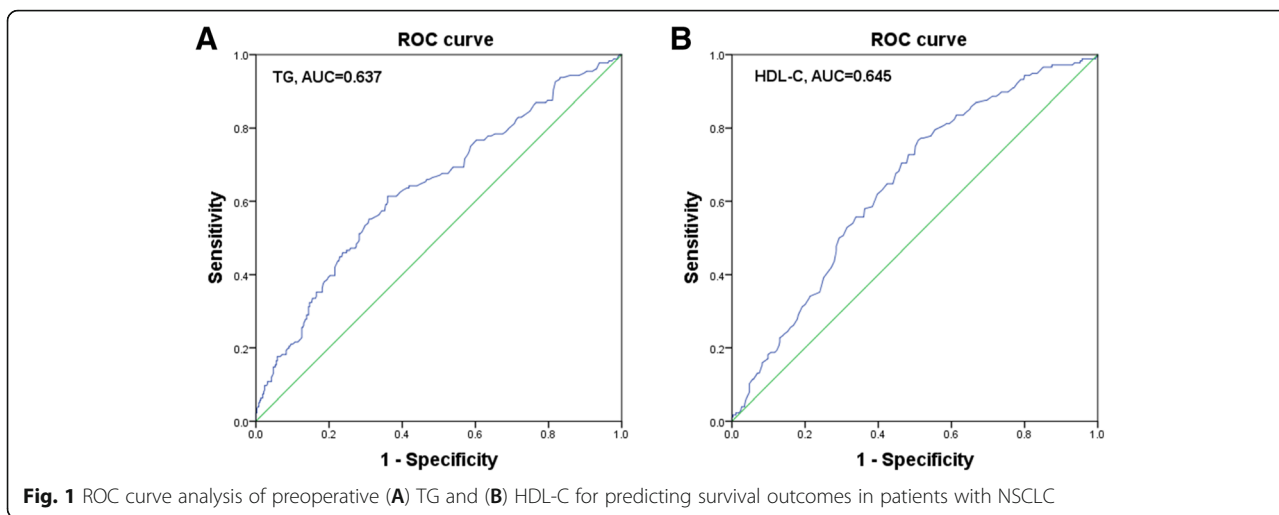 A
ROC curve
TG, AUC=0.637
1.0
0.8
0.6
0.4
0.2
0.0
Sensitivity
0.0 0.2 0.4 0.6 0.8 1.0
1 - Specificity
B
ROC curve
HDL-C, AUC=0.645
1.0
0.8
0.6
0.4
0.2
0.0
Sensitivity
0.0 0.2 0.4 0.6 0.8 1.0
1 - Specificity
Fig. 1 ROC curve analysis of preoperative (A) TG and (B) HDL-C for predicting survival outcomes in patients with NSCLC